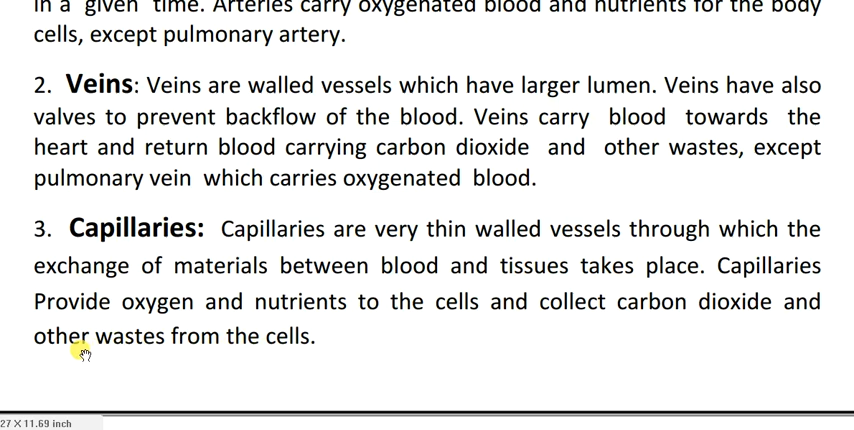 in a given time. Arteries carry oxygenated blood and nutrients for the body
cells, except pulmonary artery.
2. Veins: Veins are walled vessels which have larger lumen. Veins have also
valves to prevent backflow of the blood. Veins carry blood towards the
heart and return blood carrying carbon dioxide and other wastes, except
pulmonary vein which carries oxygenated blood.
3. Capillaries: Capillaries are very thin walled vessels through which the
exchange of materials between blood and tissues takes place. Capillaries
Provide oxygen and nutrients to the cells and collect carbon dioxide and
other wastes from the cells.
27 X 11.69 inch